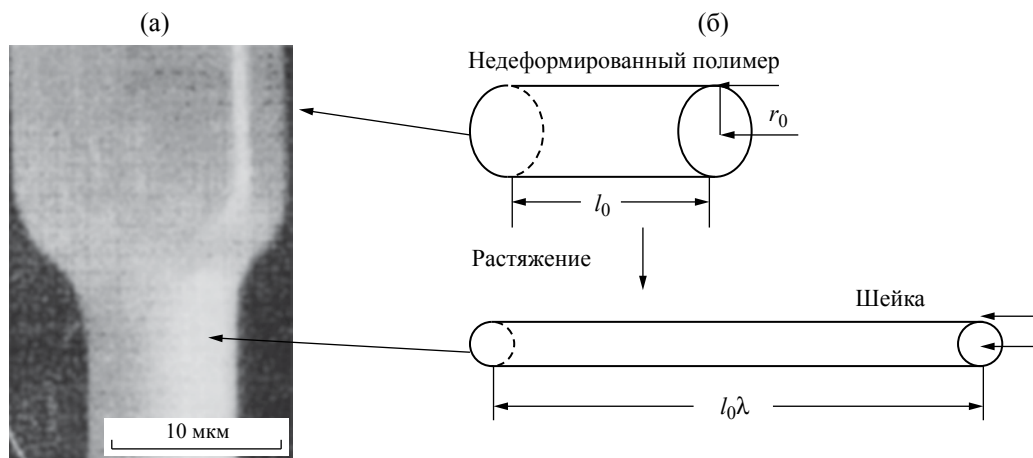 (а)
(б)
Недеформированный полимер
r0
l0
Растяжение
Шейка
l0λ
10 мкм